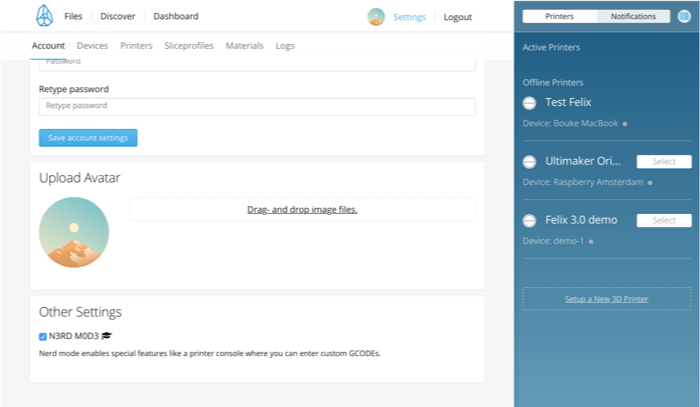 Files
Discover
Dashboard
Settings
Logout
Account
Devices
Printers
Sliceprofiles
Materials
Logs
Password
Retype password
Retype password
Save account settings
Upload Avatar
Drag- and drop image files.
Other Settings
N3RD M0D3
Nerd mode enables special features like a printer console where you can enter custom GCODEs.
Printers
Notifications
Active Printers
Offline Printers
Test Felix
Device: Bouke MacBook
Ultimaker Ori...
Select
Device: Raspberry Amsterdam
Felix 3.0 demo
Select
Device: demo-1
Setup a New 3D Printer